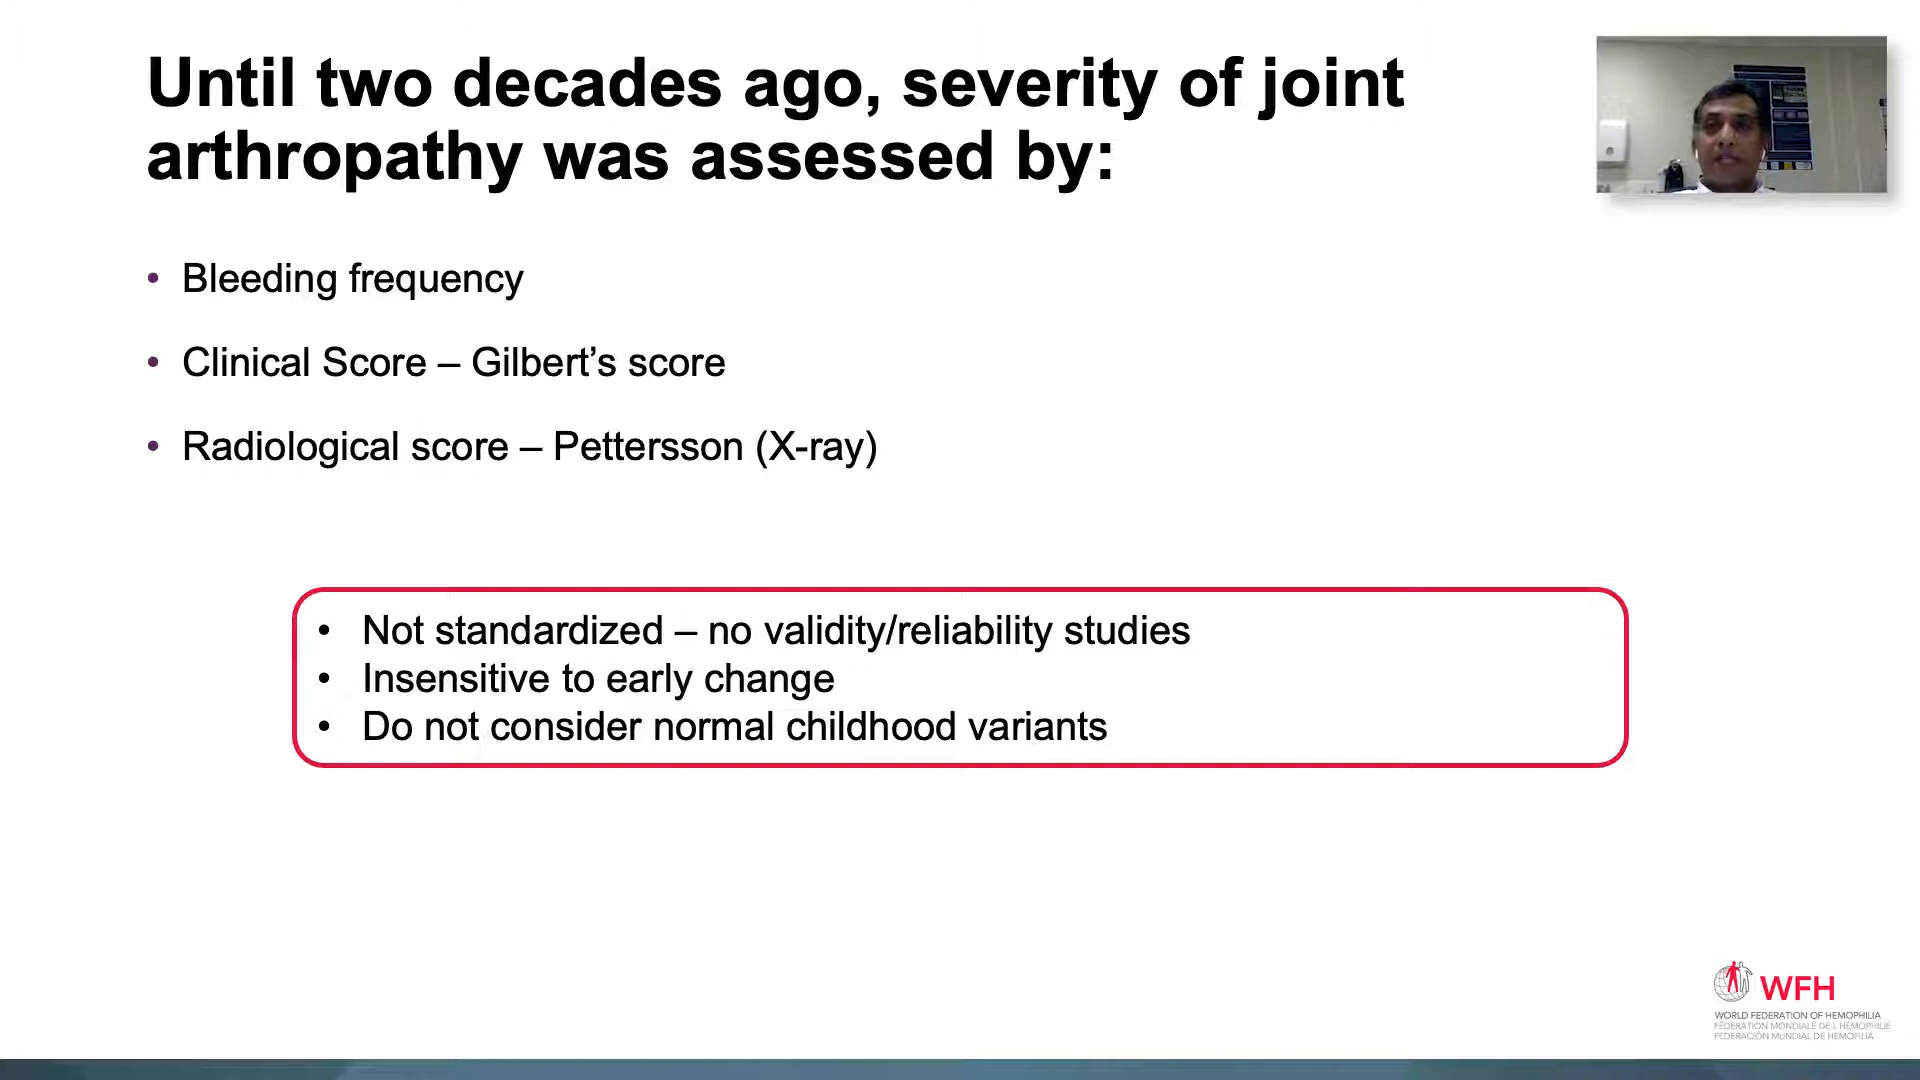 Until two decades ago, severity of joint
arthropathy was assessed by:
• Bleeding frequency
• Clinical Score – Gilbert’s score
• Radiological score – Pettersson (X-ray)
• Not standardized – no validity/reliability studies
• Insensitive to early change
• Do not consider normal childhood variants
WFH
WORLD FEDERATION OF HEMOPHILIA
FÉDÉRATION MONDIALE DE L'HÉMOPHILIE
FEDERACIÓN MUNDIAL DE HEMOFILIA